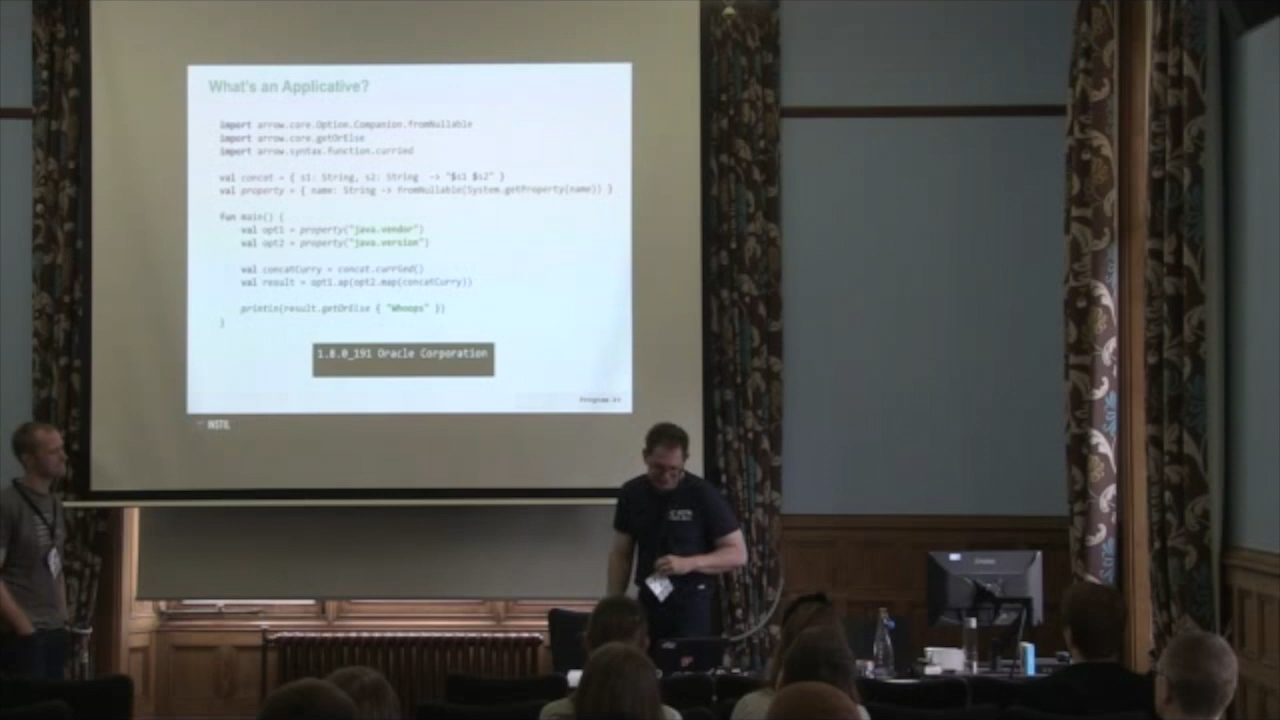 What's an Applicative?
import arrow.core.Option.Companion.fromNullable
import arrow.core.getOrElse
import arrow.syntax.function.curried
val concat = { s1: String, s2: String -> "$s1 $s2" }
val property = { name: String -> fromNullable(System.getProperty(name)) }
fun main() {
val opt1 = property("java.vendor")
val opt2 = property("java.version")
val concatCurry = concat.curried()
val result = opt1.ap(opt2.map(concatCurry))
println(result.getOrElse { "Whoops" })
}
1.8.0_191 Oracle Corporation
INSTIL